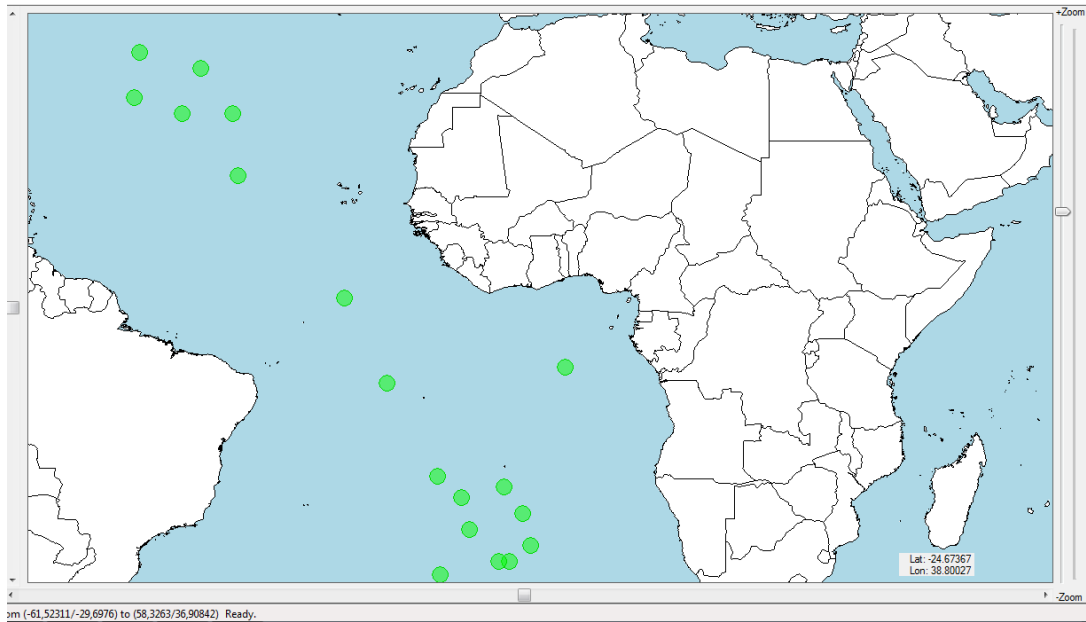 +Zoom
Lat: -24.67367
Lon: 38.80027
-Zoom
om (-61,52311/-29,6976) to (58,3263/36,90842) Ready.